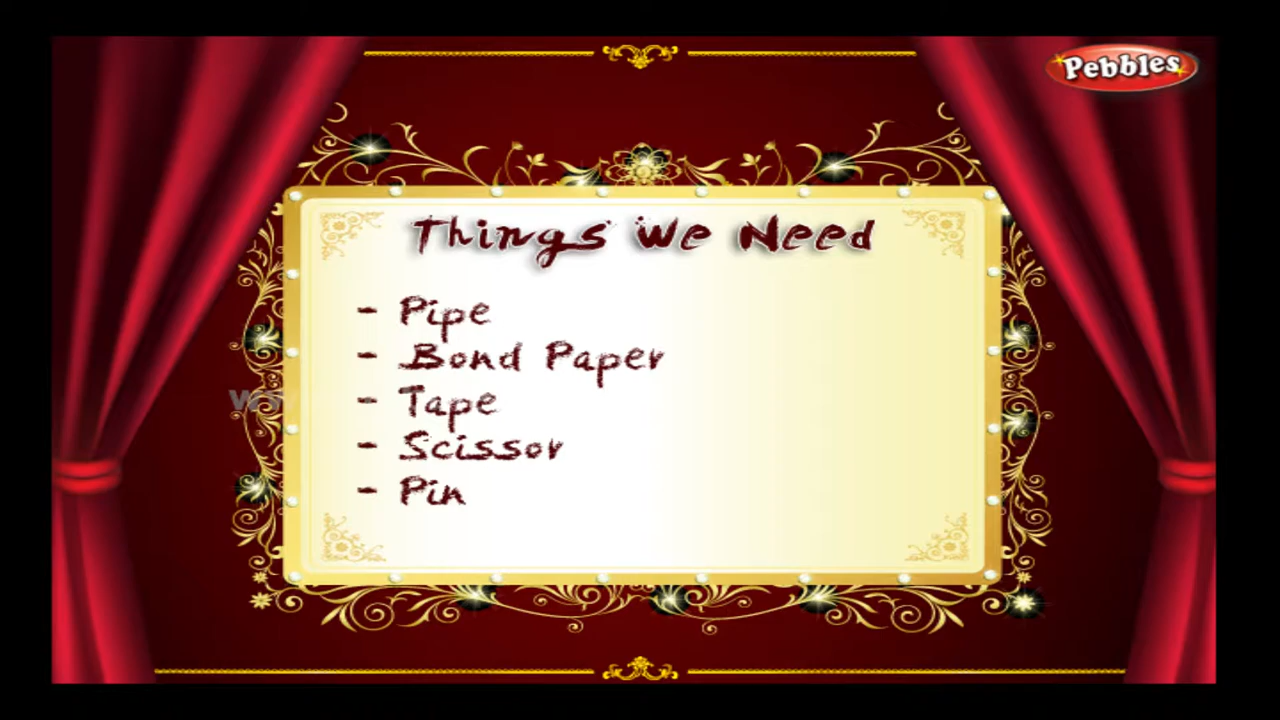 Pebbles
Things We Need
- Pipe
- Bond Paper
- Tape
- Scissor
- Pin